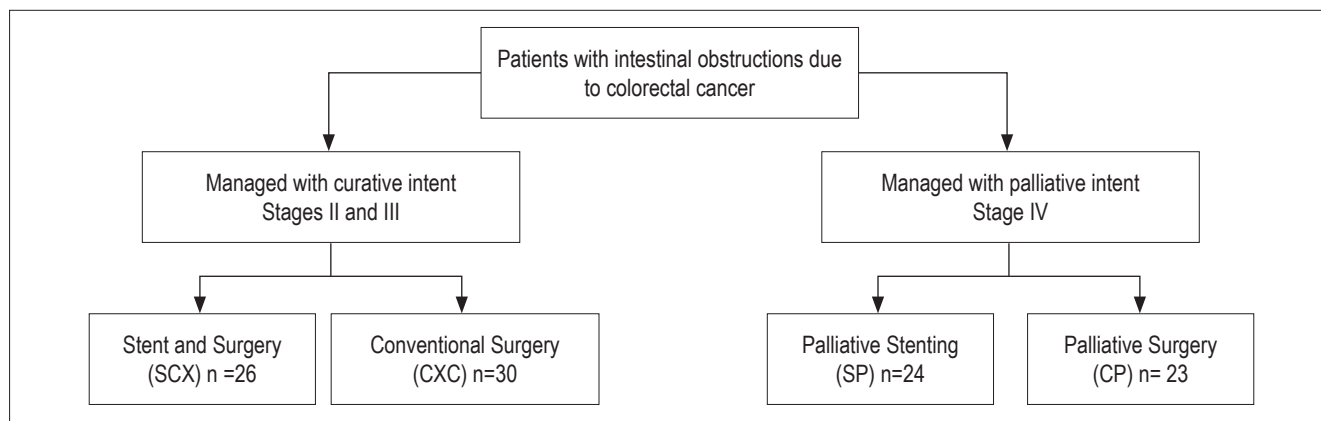 Patients with intestinal obstructions due
to colorectal cancer
Managed with curative intent
Stages II and III
Managed with palliative intent
Stage IV
Stent and Surgery
(SCX) n =26
Conventional Surgery
(CXC) n=30
Palliative Stenting
(SP) n=24
Palliative Surgery
(CP) n= 23